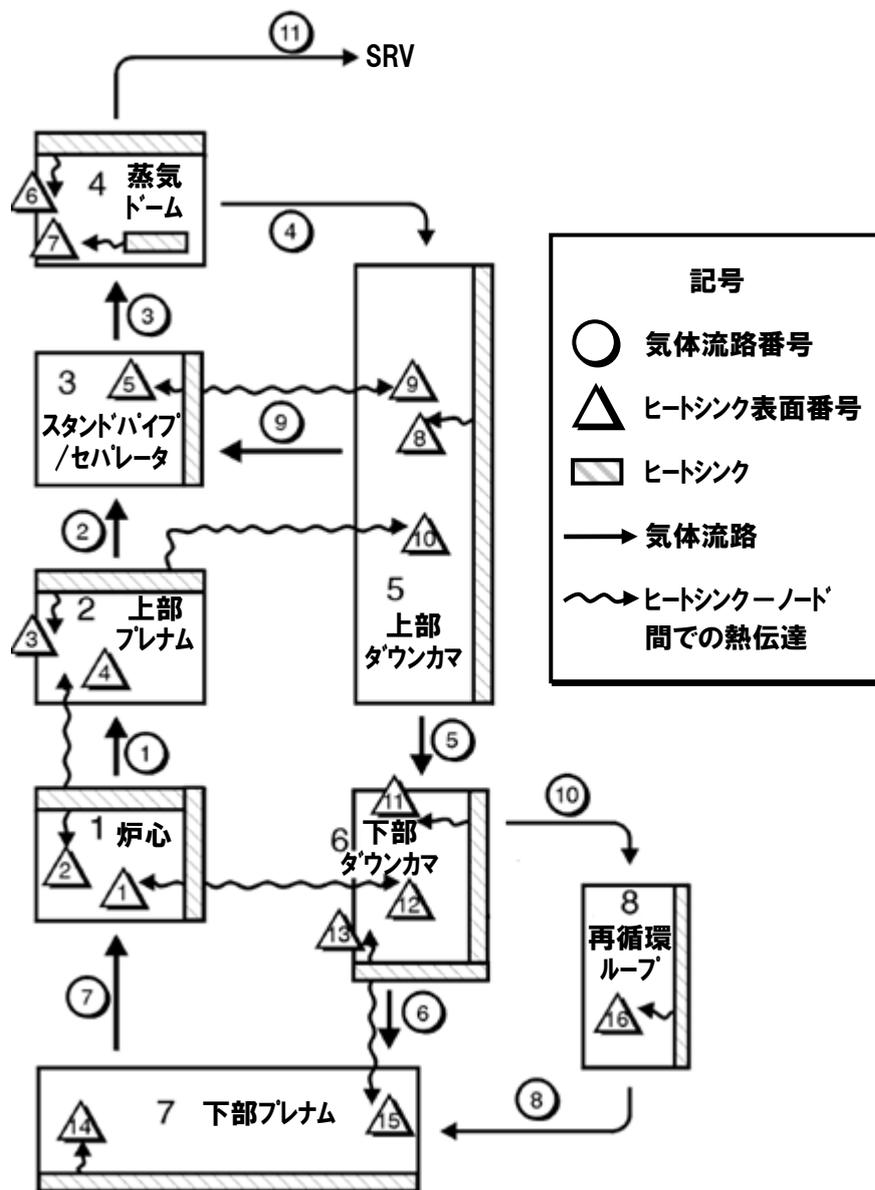 11
SRV
4
蒸気
ドーム
6
7
4
3
3
5
スタンドパイプ
/セパレータ
9
9
8
10
5
上部
ダウンカマ
2
2
上部
プレナム
3
4
1
5
1
炉心
2
1
11
6
下部
ダウンカマ
12
13
10
8
再循環
ループ
16
7
6
7
下部プレナム
14
15
8
記号
気体流路番号
ヒートシンク表面番号
ヒートシンク
気体流路
ヒートシンクーノード
間での熱伝達